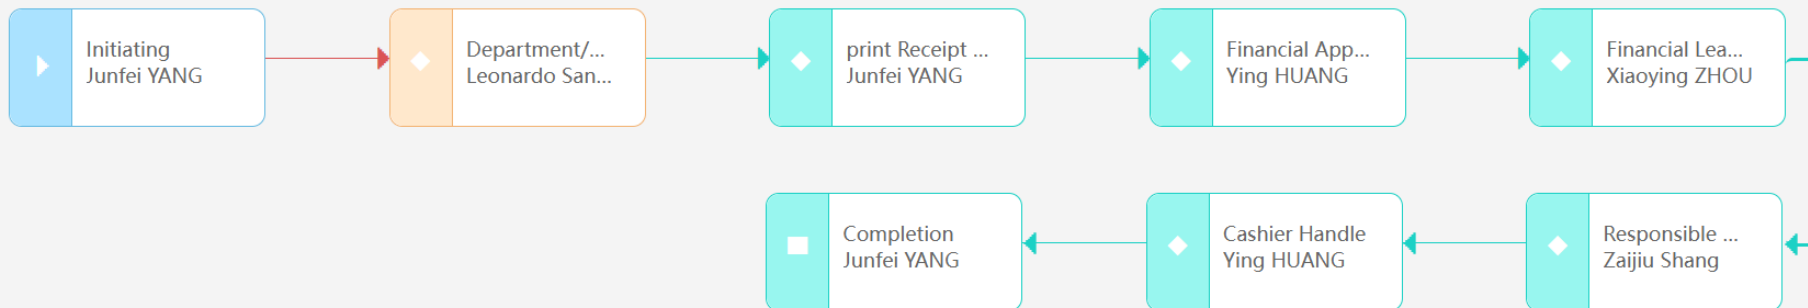 Initiating
Junfei YANG
Department/...
Leonardo San...
print Receipt ...
Junfei YANG
Financial App...
Ying HUANG
Financial Lea...
Xiaoying ZHOU
Completion
Junfei YANG
Cashier Handle
Ying HUANG
Responsible ...
Zaijiu Shang